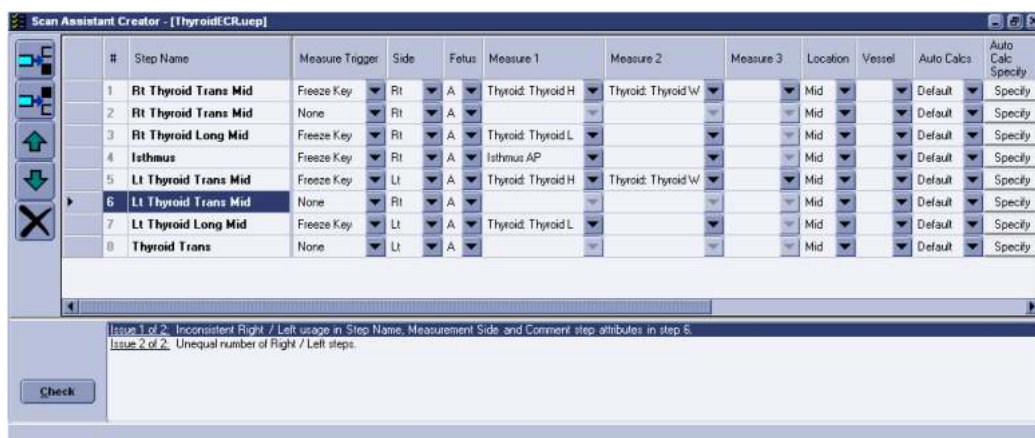 Scan Assistant Creator - [ThyroidECR.uep]
# Step Name Measure Trigger Side Fetus Measure 1 Measure 2 Measure 3 Location Vessel Auto Calcs Auto Calc Specify
1 Rt Thyroid Trans Mid Freeze Key Rt A Thyroid: Thyroid H Thyroid: Thyroid W Mid Default Specify
2 Rt Thyroid Trans Mid None Rt A Mid Default Specify
3 Rt Thyroid Long Mid Freeze Key Rt A Thyroid: Thyroid L Mid Default Specify
4 Isthmus Freeze Key Rt A Isthmus AP Mid Default Specify
5 Lt Thyroid Trans Mid Freeze Key Lt A Thyroid: Thyroid H Thyroid: Thyroid W Mid Default Specify
6 Lt Thyroid Trans Mid None Rt A Mid Default Specify
7 Lt Thyroid Long Mid Freeze Key Lt A Thyroid: Thyroid L Mid Default Specify
8 Thyroid Trans None Lt A Mid Default Specify
Issue 1 of 2: Inconsistent Right / Left usage in Step Name, Measurement Side and Comment step attributes in step 6.
Issue 2 of 2: Unequal number of Right / Left steps.
Check